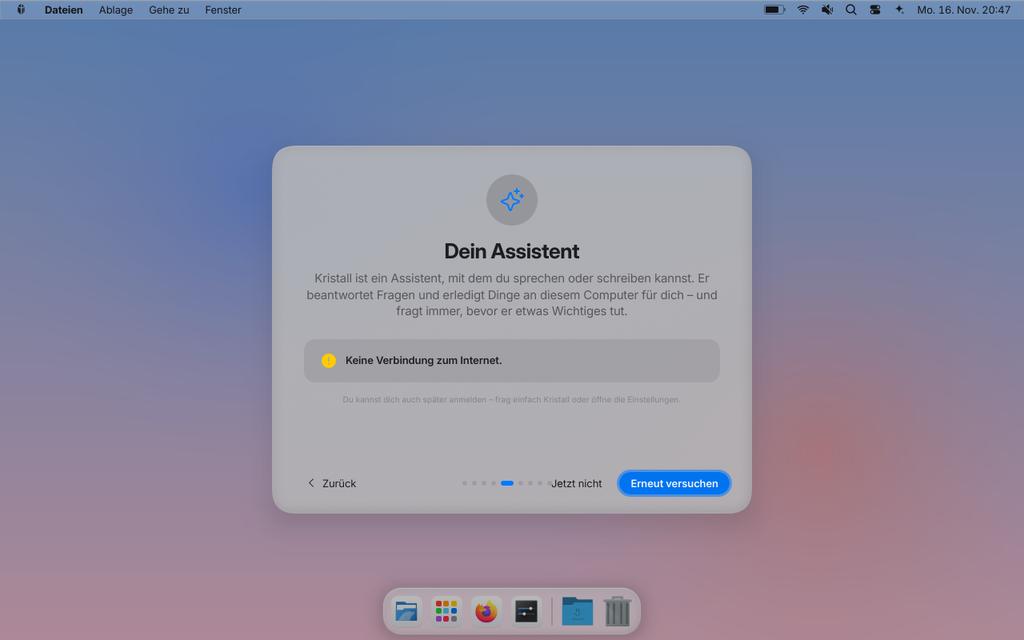 Dateien Ablage Gehe zu Fenster Mo. 16. Nov. 20:47
Dein Assistent
Kristall ist ein Assistent, mit dem du sprechen oder schreiben kannst. Er
beantwortet Fragen und erledigt Dinge an diesem Computer für dich – und
fragt immer, bevor er etwas Wichtiges tut.
Keine Verbindung zum Internet.
Du kannst dich auch später anmelden – frag einfach Kristall oder öffne die Einstellungen.
Zurück Jetzt nicht Erneut versuchen